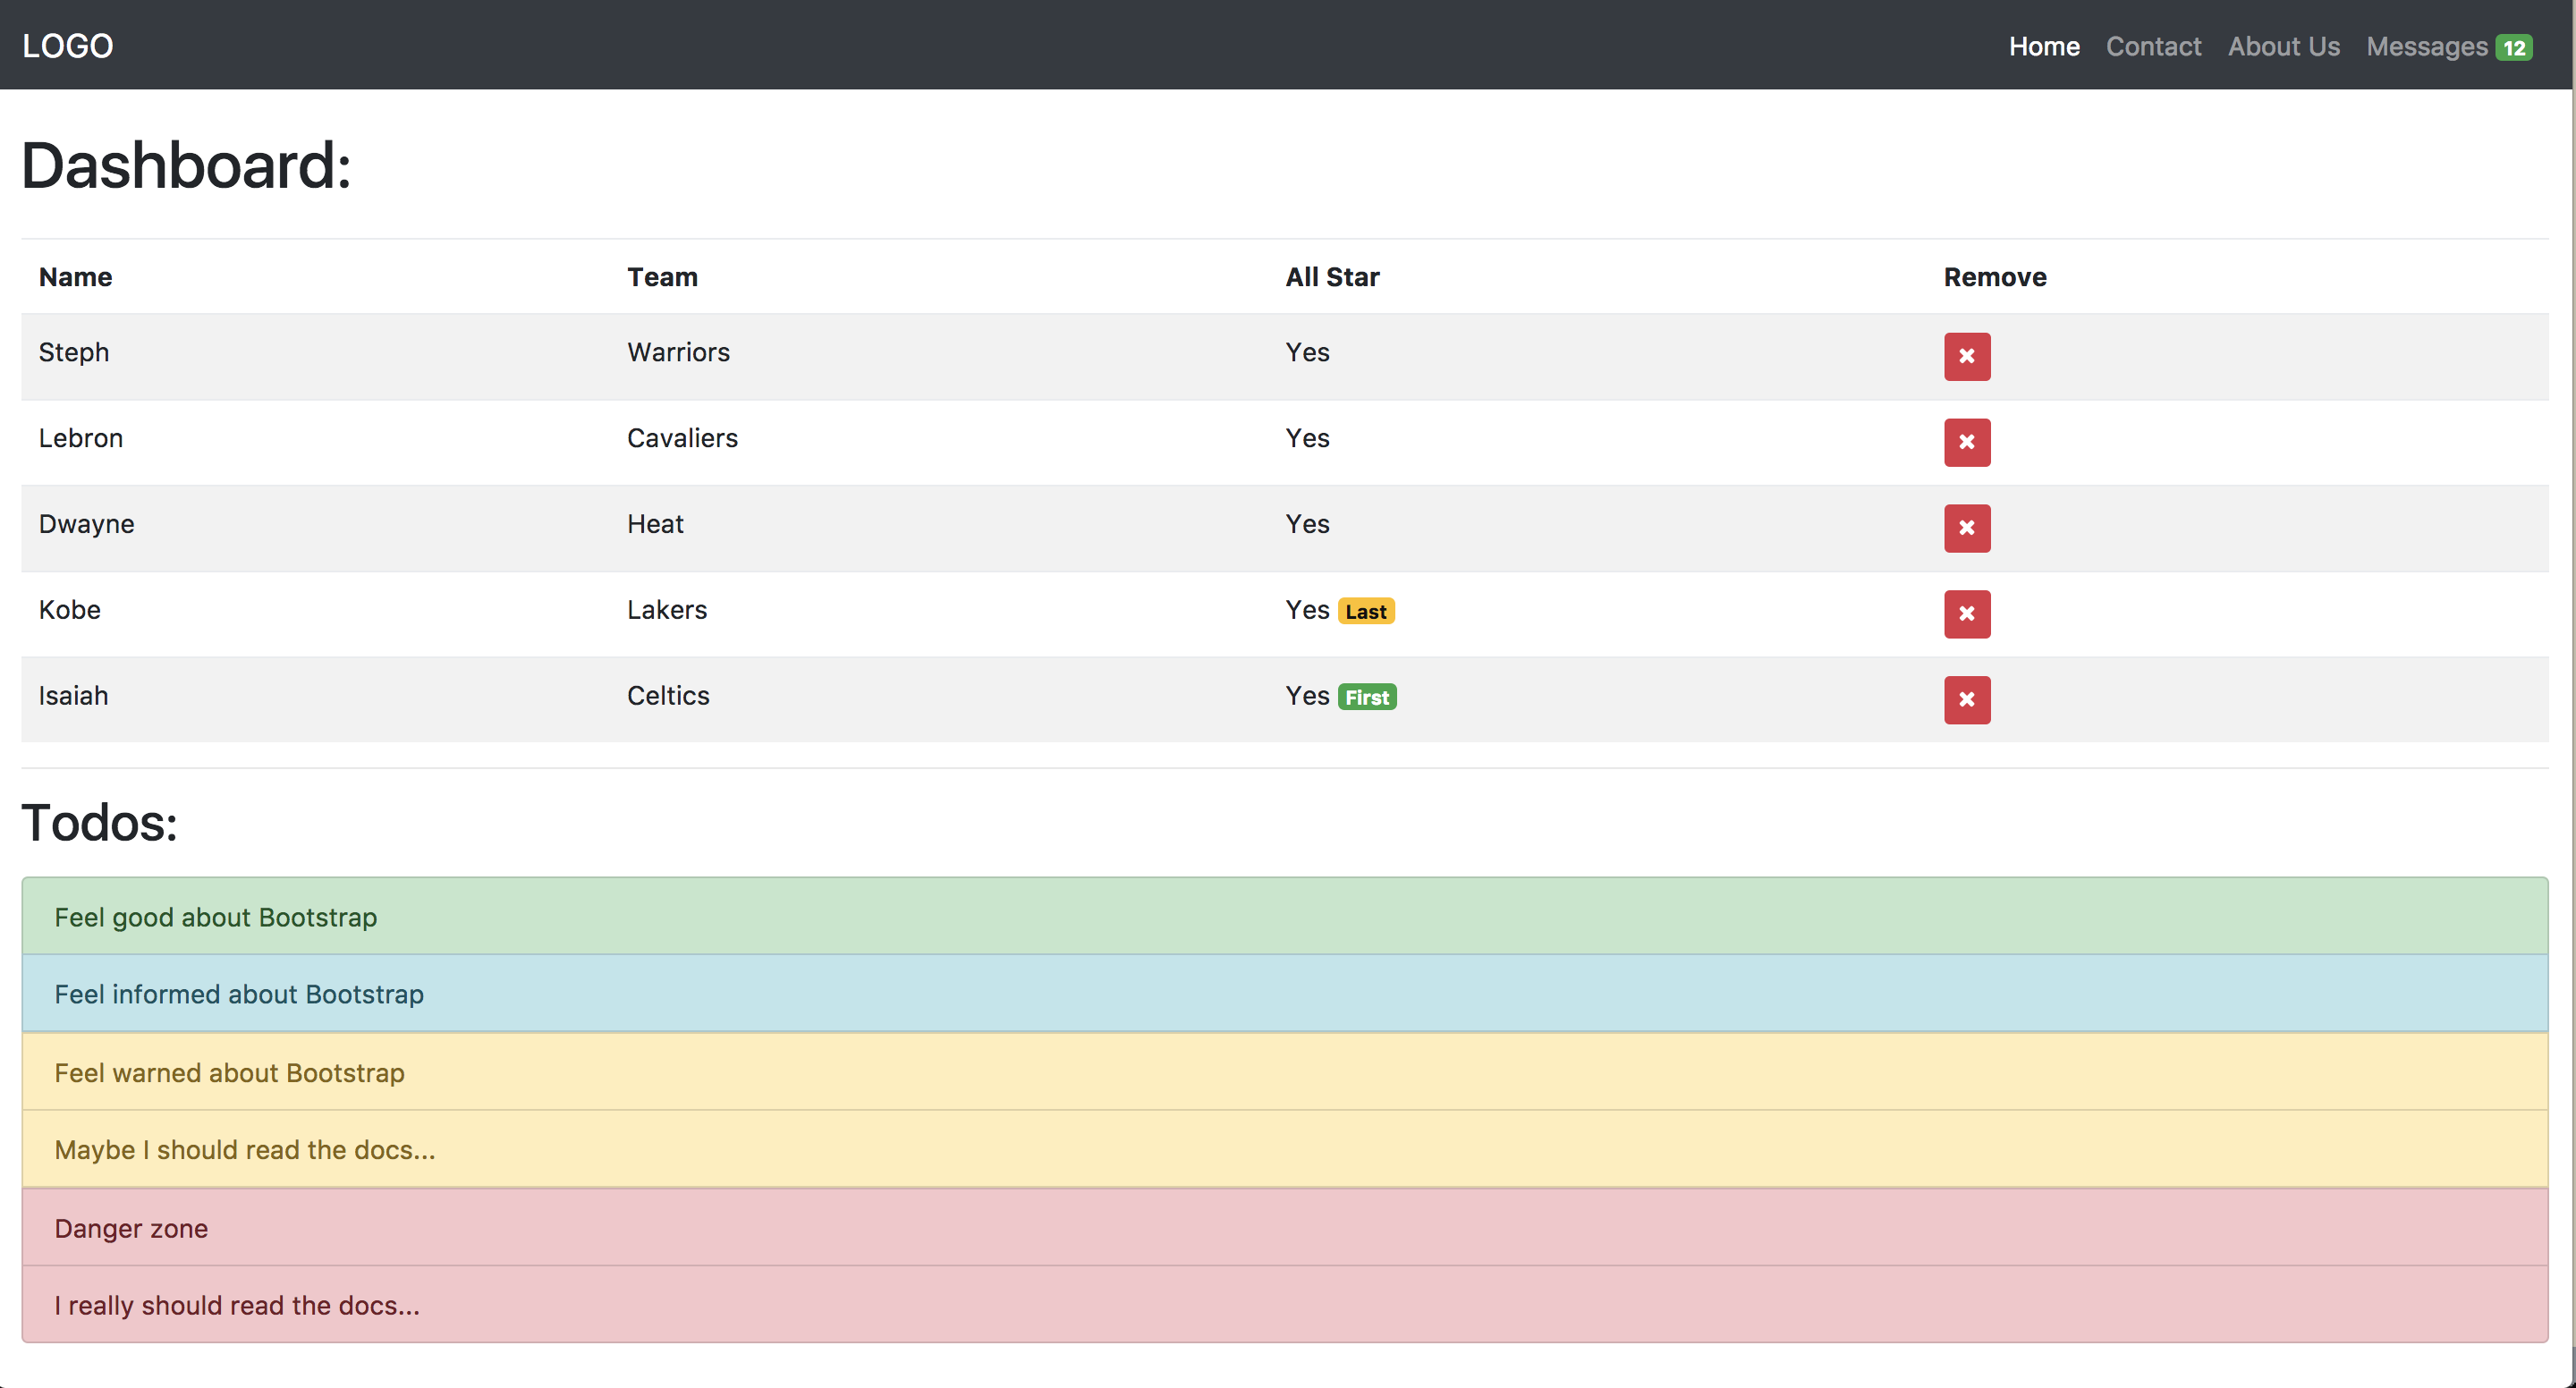 LOGO Home Contact About Us Messages 12
Dashboard:
Name Team All Star Remove
Steph Warriors Yes
Lebron Cavaliers Yes
Dwayne Heat Yes
Kobe Lakers Yes Last
Isaiah Celtics Yes First
Todos:
Feel good about Bootstrap
Feel informed about Bootstrap
Feel warned about Bootstrap
Maybe I should read the docs...
Danger zone
I really should read the docs...